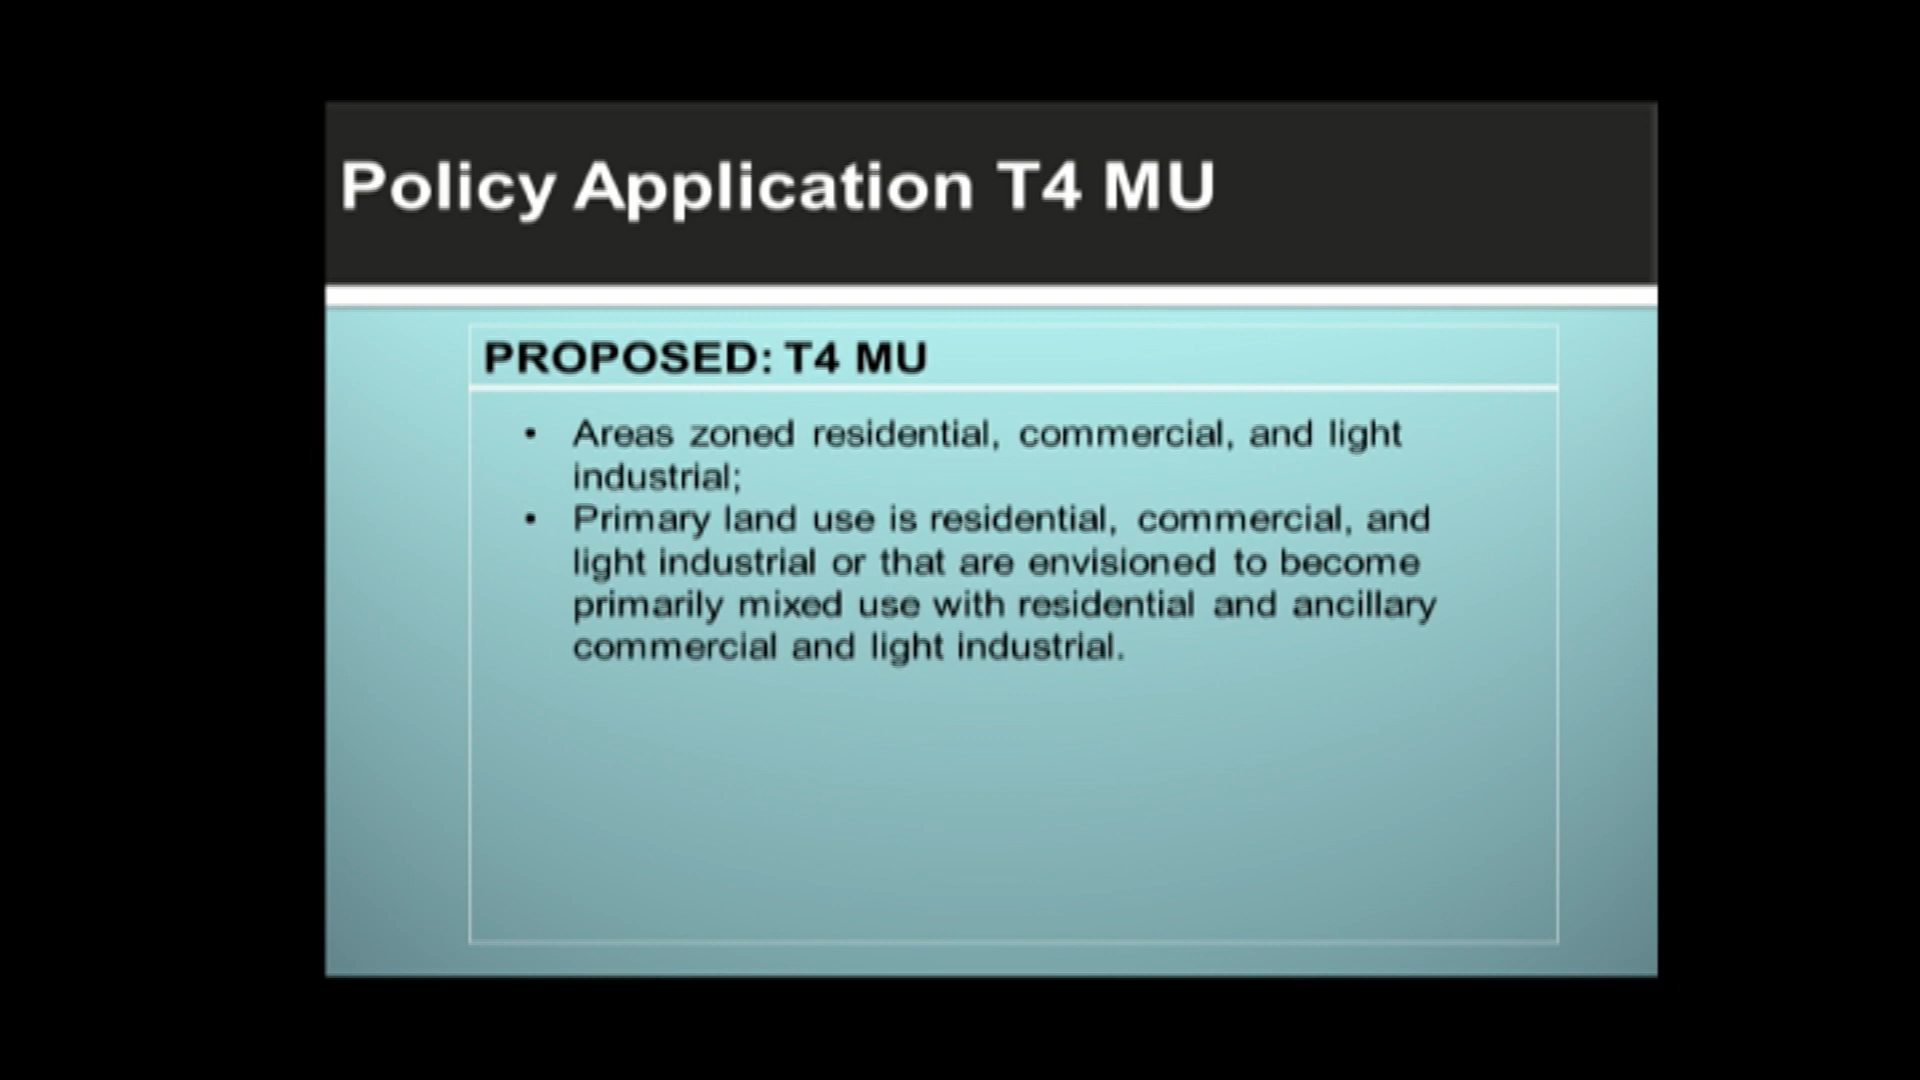 Policy Application T4 MU
PROPOSED: T4 MU
• Areas zoned residential, commercial, and light
industrial;
• Primary land use is residential, commercial, and
light industrial or that are envisioned to become
primarily mixed use with residential and ancillary
commercial and light industrial.